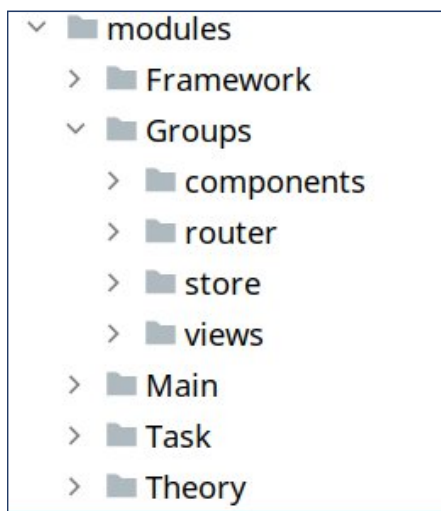 modules
Framework
Groups
components
router
store
views
Main
Task
Theory